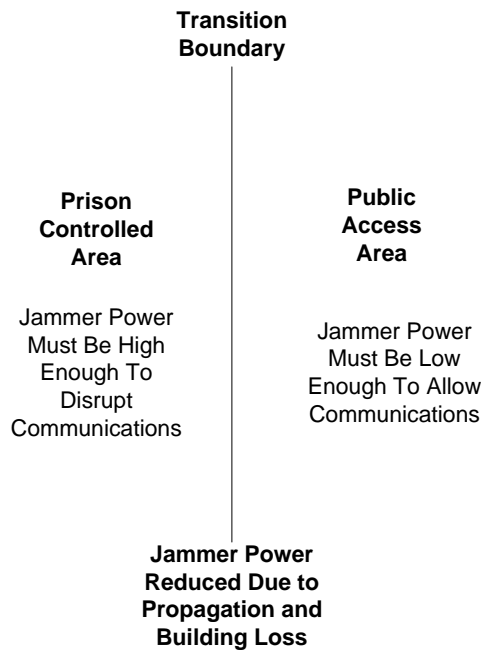 Transition
Boundary
Prison
Controlled
Area
Jammer Power
Must Be High
Enough To
Disrupt
Communications
Public
Access
Area
Jammer Power
Must Be Low
Enough To Allow
Communications
Jammer Power
Reduced Due to
Propagation and
Building Loss